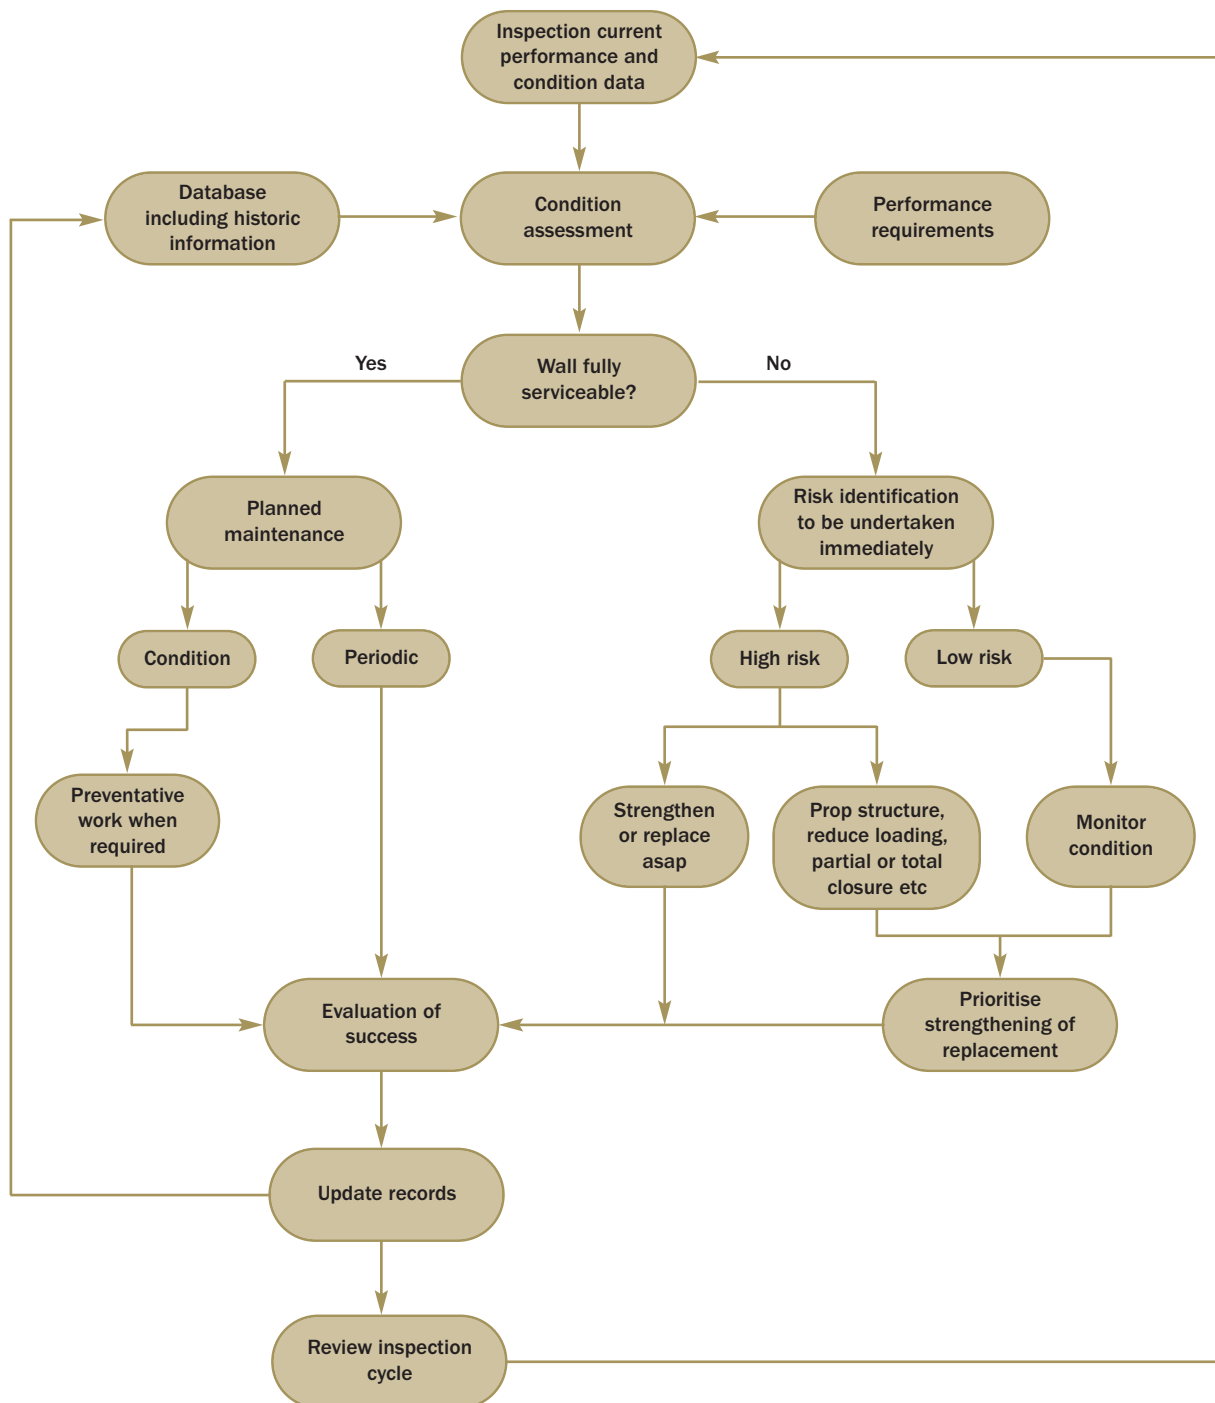 Inspection current
performance and
condition data
Database
including historic
information
Condition
assessment
Performance
requirements
Yes
Wall fully
serviceable?
No
Planned
maintenance
Risk identification
to be undertaken
immediately
Condition
Periodic
High risk
Low risk
Preventative
work when
required
Strengthen
or replace
asap
Prop structure,
reduce loading,
partial or total
closure etc
Monitor
condition
Evaluation of
success
Prioritise
strengthening of
replacement
Update records
Review inspection
cycle